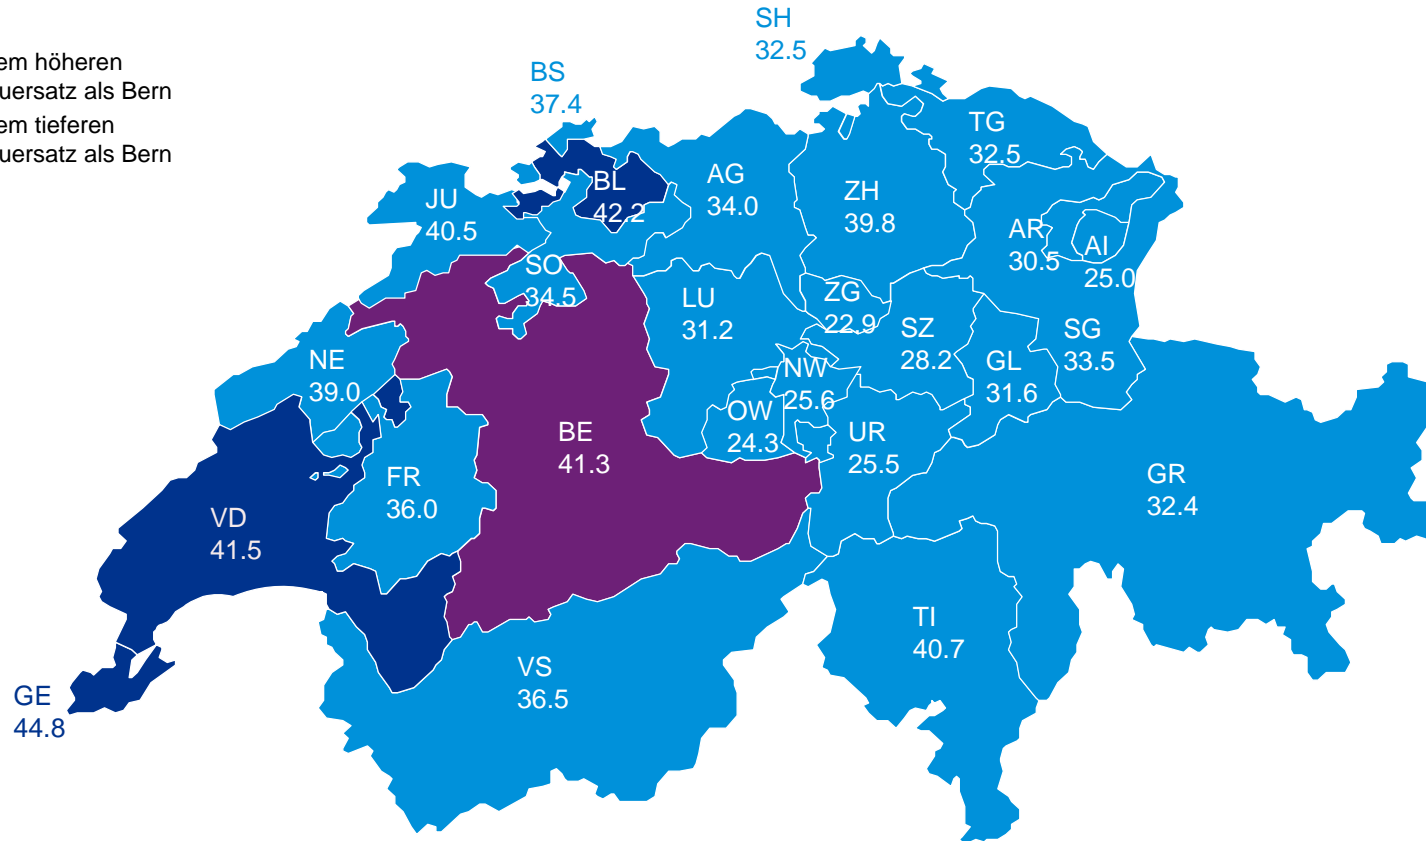 SH
32.5
em höheren
uersatz als Bern
em tieferen
uersatz als Bern
BS
37.4
TG
32.5
BL
42.2
AG
34.0
ZH
39.8
JU
40.5
AR
30.5
AI
25.0
SO
34.5
LU
31.2
ZG
22.9
SZ
28.2
SG
33.5
NE
39.0
GL
31.6
NW
25.6
OW
24.3
UR
25.5
BE
41.3
FR
36.0
GR
32.4
VD
41.5
TI
40.7
VS
36.5
GE
44.8